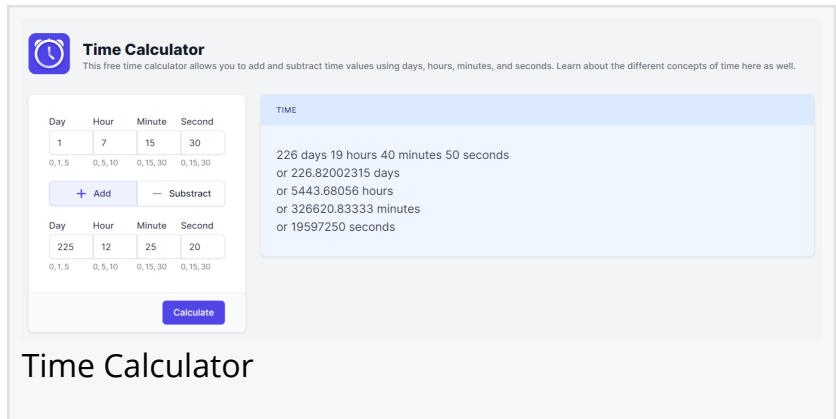 Time Calculator
This free time calculator allows you to add and subtract time values using days, hours, minutes, and seconds. Learn about the different concepts of time here as well.
Day Hour Minute Second
1 7 15 30
0, 1, 5 0, 5, 10 0, 15, 30 0, 15, 30
+ Add — Substract
Day Hour Minute Second
225 12 25 20
0, 1, 5 0, 5, 10 0, 15, 30 0, 15, 30
Calculate
TIME
226 days 19 hours 40 minutes 50 seconds
or 226.82002315 days
or 5443.68056 hours
or 326620.83333 minutes
or 19597250 seconds
Time Calculator